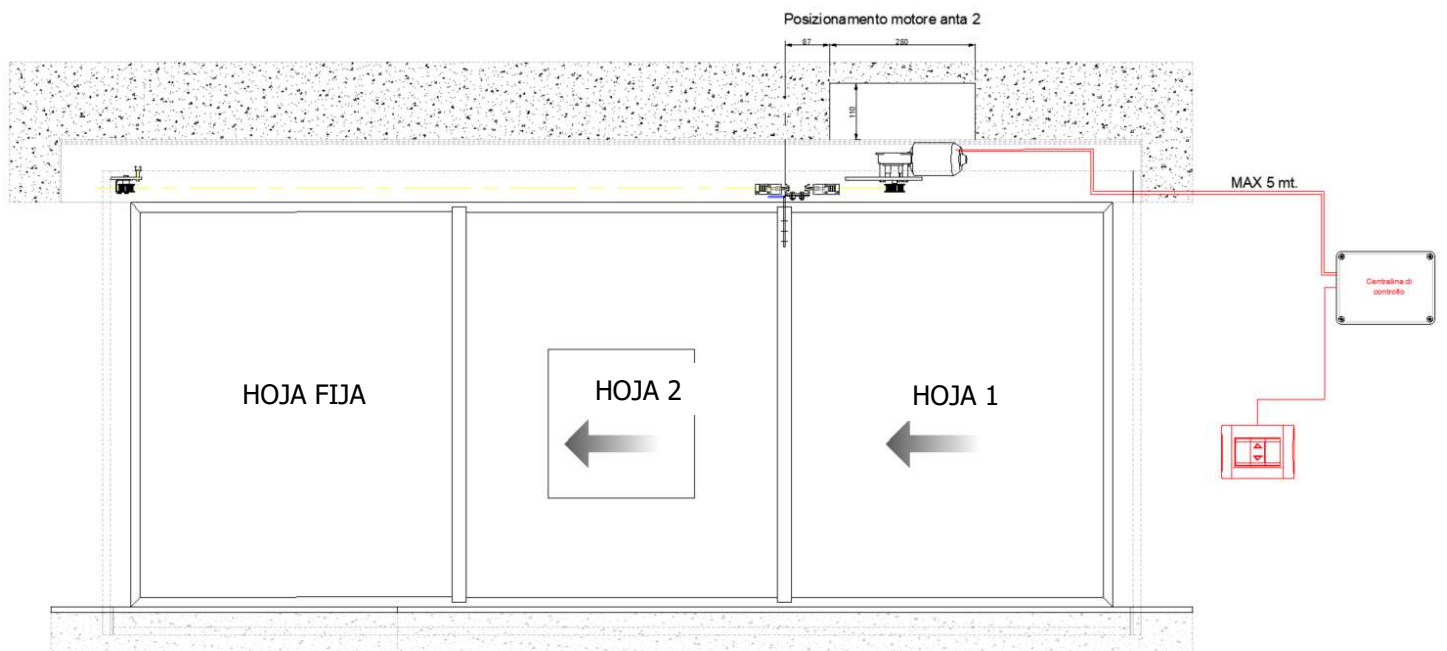 Posizionamento motore anta 2
87
280
110
MAX 5 mt.
Centralina di
controllo
HOJA FIJA
HOJA 2
HOJA 1